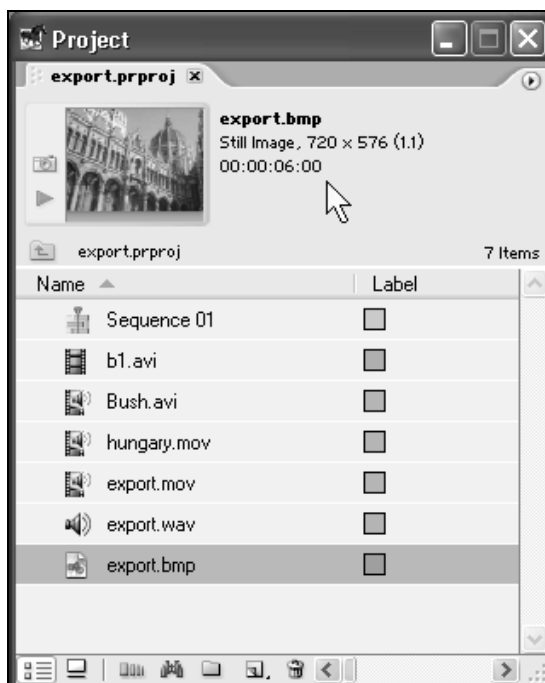 Project
export.prproj
export.bmp
Still Image, 720 x 576 (1.1)
00:00:06:00
export.prproj 7 Items
Name Label
Sequence 01
b1.avi
Bush.avi
hungary.mov
export.mov
export.wav
export.bmp